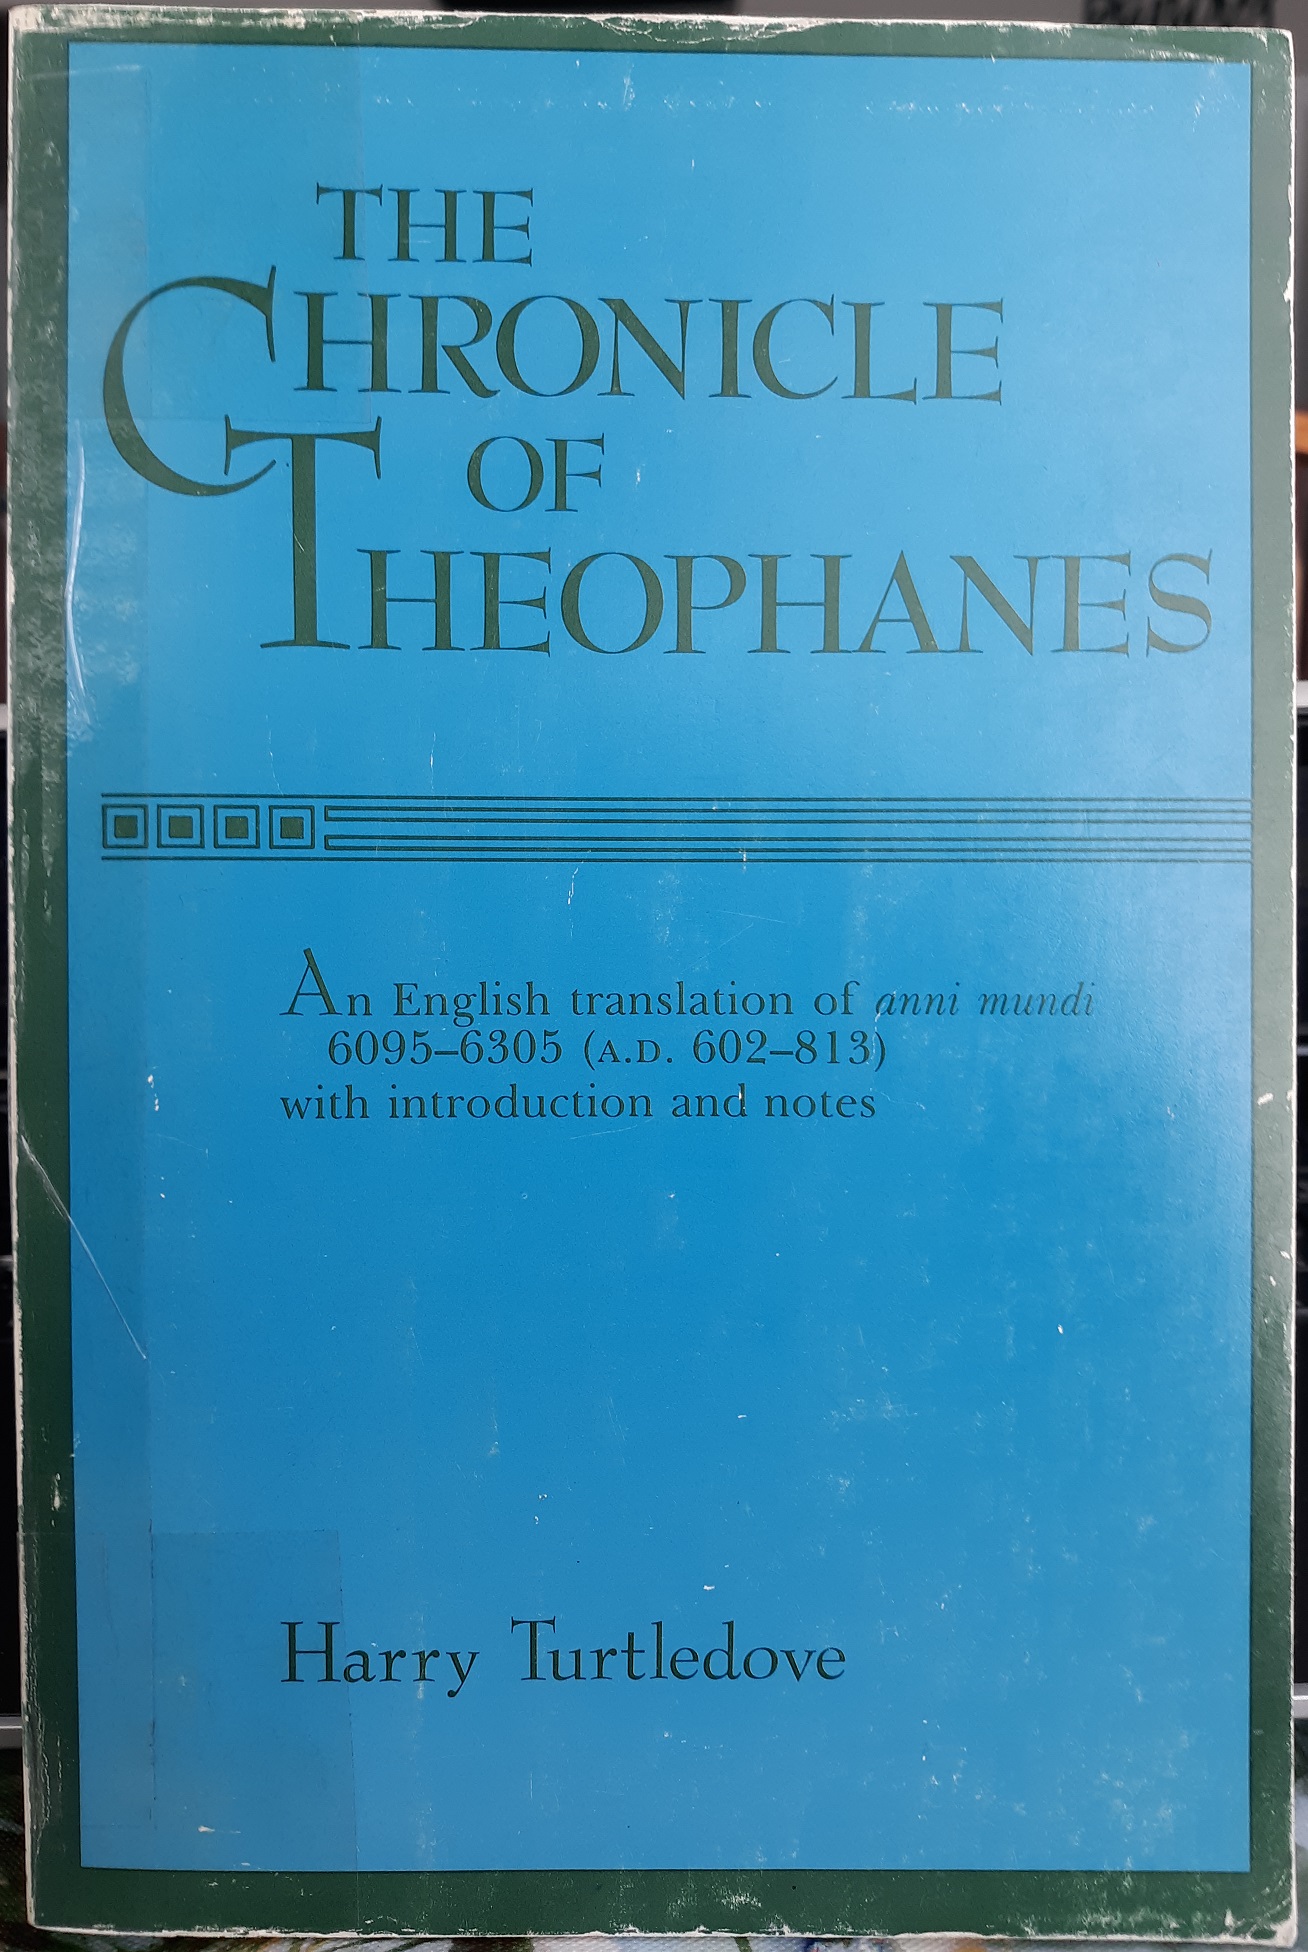 THE
CHRONICLE
OF
THEOPHANES
An English translation of anni mundi
6095–6305 (A.D. 602–813)
with introduction and notes
Harry Turtledove